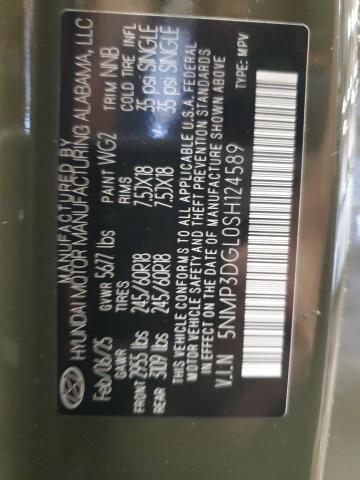 MANUFACTURED BY
HYUNDAI MOTOR MANUFACTURING ALABAMA, LLC
Feb/06/25 GVWR 5677 lbs PAINT WG2 TRIM NNB
GAWR TIRES RIMS COLD TIRE INFL
FRONT 2935 lbs 245/60R18 7.5JX18 35 psi SINGLE
REAR 3109 lbs 245/60R18 7.5JX18 35 psi SINGLE
THIS VEHICLE CONFORMS TO ALL APPLICABLE U.S.A. FEDERAL
MOTOR VEHICLE SAFETY AND THEFT PREVENTION STANDARDS
IN EFFECT ON THE DATE OF MANUFACTURE SHOWN ABOVE
V.I.N 5NMP3DGL0SH124589 TYPE: MPV